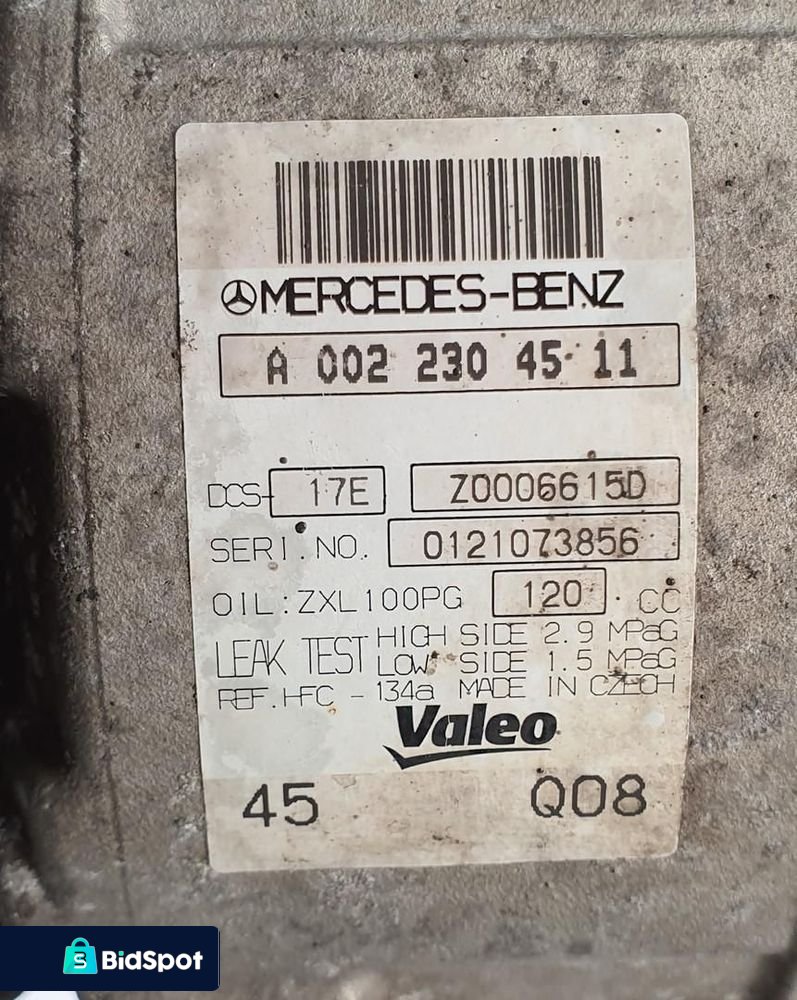 MERCEDES-BENZ
A 002 230 45 11
DCS- 17E Z0006615D
SERI.NO. 0121073856
OIL:ZXL100PG 120 CC
LEAK TEST HIGH SIDE 2.9 MPaG
LOW SIDE 1.5 MPaG
REF.HFC - 134a MADE IN CZECH
Valeo
45 Q08
BidSpot